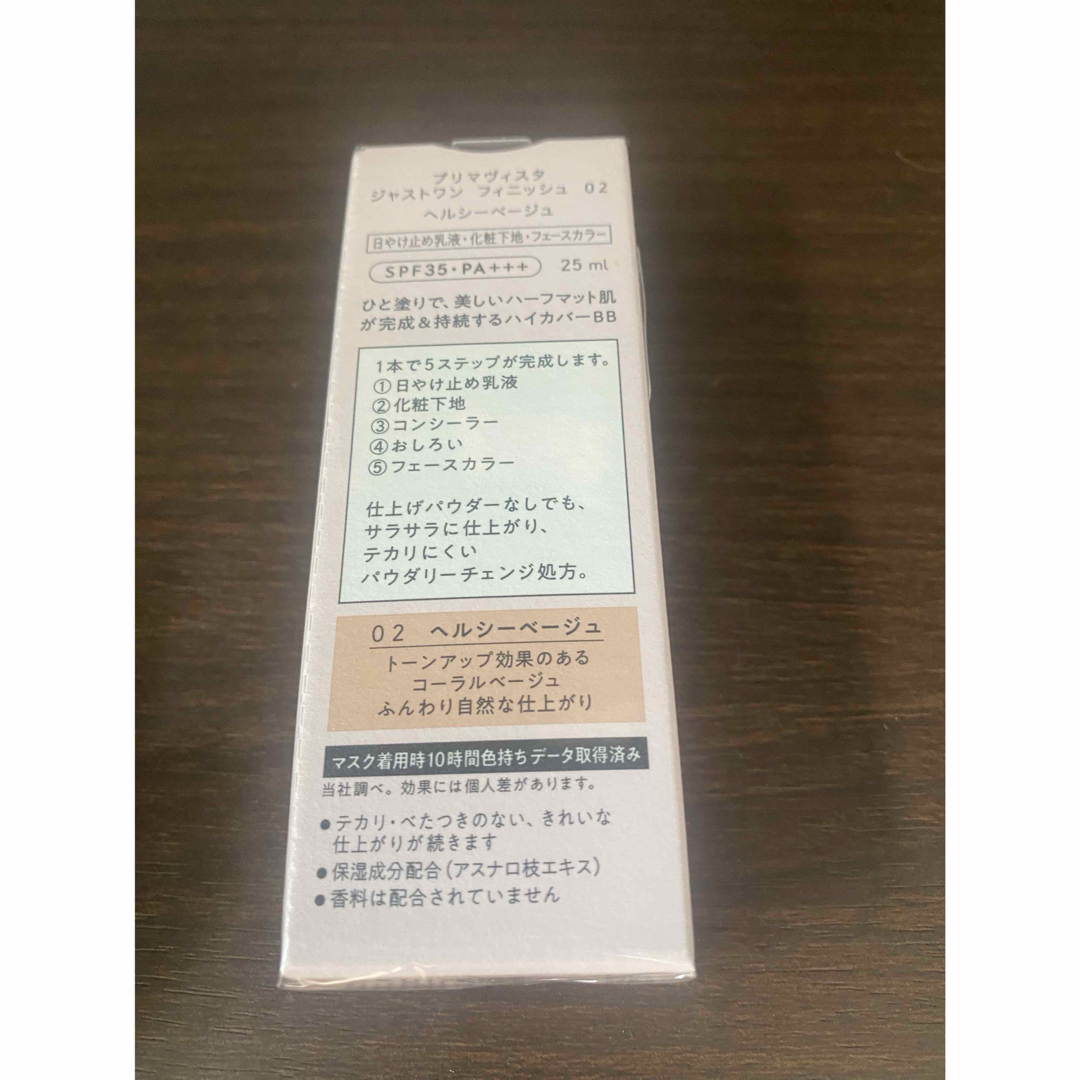 プリマヴィスタ
ジャストワン フィニッシュ 02
ヘルシーベージュ
日やけ止め乳液・化粧下地・フェースカラー
SPF35・PA+++ 25 ml
ひと塗りで、美しいハーフマット肌
が完成&持続するハイカバーBB
1本で5ステップが完成します。
①日やけ止め乳液
②化粧下地
③コンシーラー
④おしろい
⑤フェースカラー
仕上げパウダーなしでも、
サラサラに仕上がり、
テカリにくい
パウダリーチェンジ処方。
02 ヘルシーベージュ
トーンアップ効果のある
コーラルベージュ
ふんわり自然な仕上がり
マスク着用時10時間色持ちデータ取得済み
当社調べ。効果には個人差があります。
●テカリ・べたつきのない、きれいな
仕上がりが続きます
●保湿成分配合(アスナロ枝エキス)
●香料は配合されていません